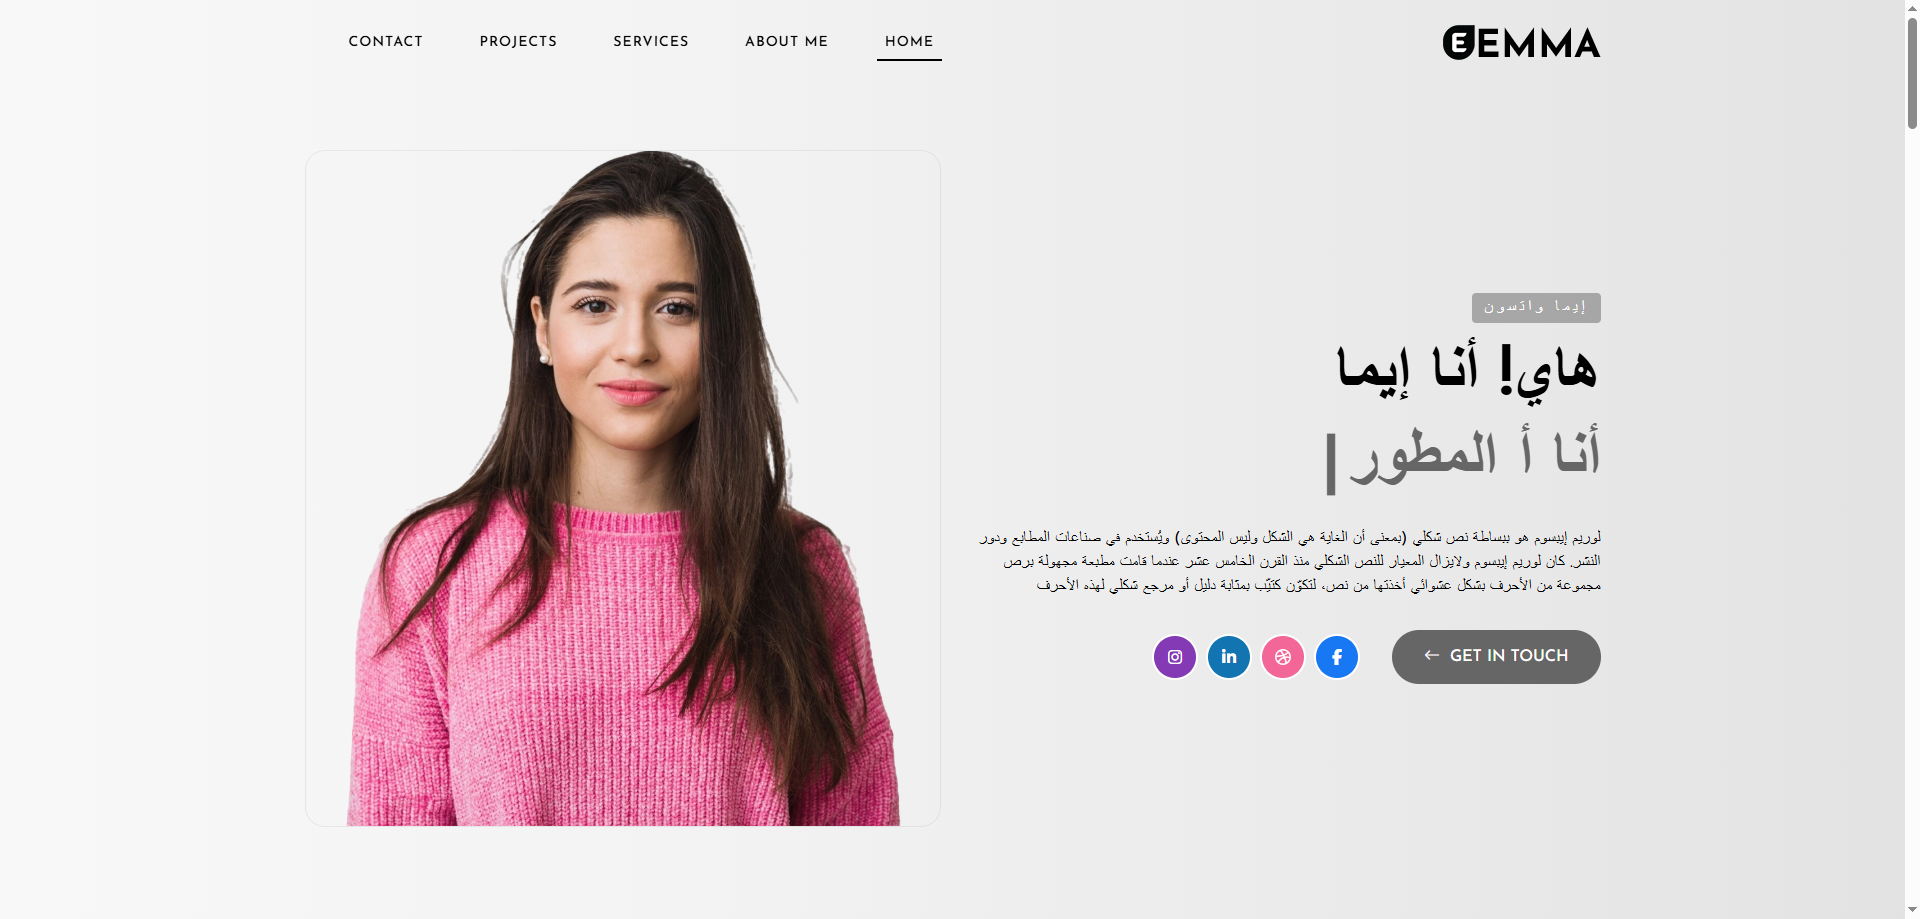 EMMA
HOME
ABOUT ME
SERVICES
PROJECTS
CONTACT
إيما واتسون
هاي! أنا إيما
أنا أ المطور|
لوريم إيبسوم هو ببساطة نص شكلي (بمعنى أن الغاية هي الشكل وليس المحتوى) ويُستخدم في صناعات المطابع ودور
النشر. كان لوريم إيبسوم ولايزال المعيار للنص الشكلي منذ القرن الخامس عشر عندما قامت مطبعة مجهولة برص
مجموعة من الأحرف بشكل عشوائي أخذتها من نص، لتكوّن كتيّب بمثابة دليل أو مرجع شكلي لهذه الأحرف
GET IN TOUCH